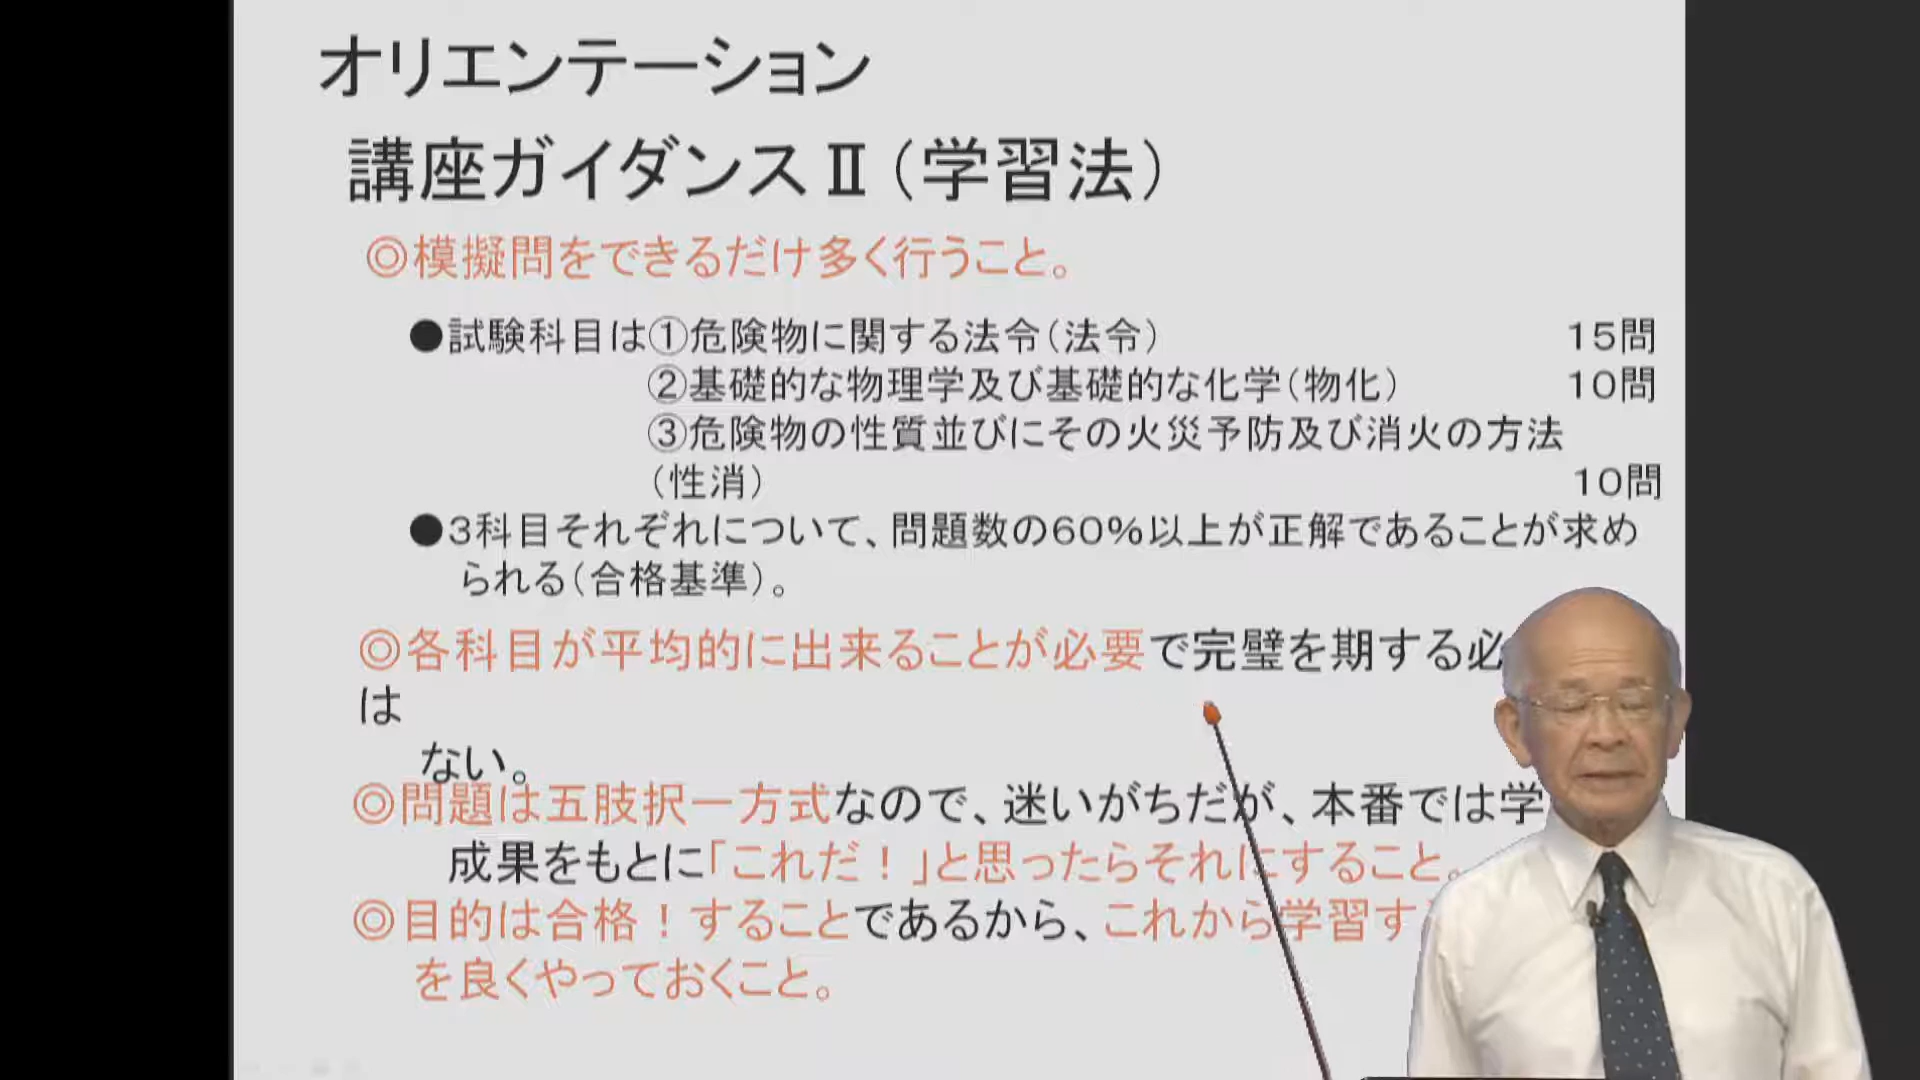 オリエンテーション
講座ガイダンスⅡ（学習法）
◎模擬問をできるだけ多く行うこと。
●試験科目は①危険物に関する法令（法令） 15問
②基礎的な物理学及び基礎的な化学（物化） 10問
③危険物の性質並びにその火災予防及び消火の方法
（性消） 10問
●3科目それぞれについて、問題数の60％以上が正解であることが求め
られる（合格基準）。
◎各科目が平均的に出来ることが必要で完璧を期する必
は
ない。
◎問題は五肢択一方式なので、迷いがちだが、本番では学
成果をもとに「これだ！」と思ったらそれにすること。
◎目的は合格！することであるから、これから学習す
を良くやっておくこと。